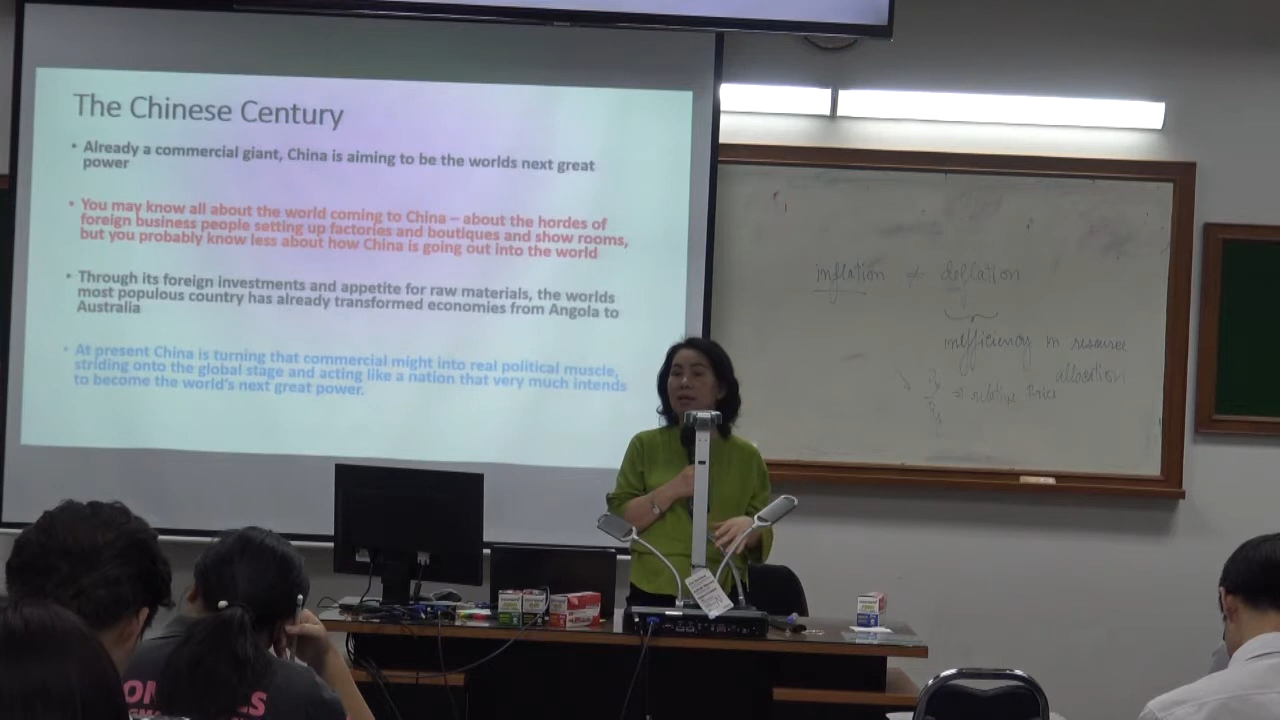 The Chinese Century
• Already a commercial giant, China is aiming to be the worlds next great
power
• You may know all about the world coming to China – about the hordes of
foreign business people setting up factories and boutiques and show rooms,
but you probably know less about how China is going out into the world
• Through its foreign investments and appetite for raw materials, the worlds
most populous country has already transformed economies from Angola to
Australia
• At present China is turning that commercial might into real political muscle,
striding onto the global stage and acting like a nation that very much intends
to become the world's next great power.
inflation ≠ deflation
inefficiency in resource
allocation
⇒ relative Price